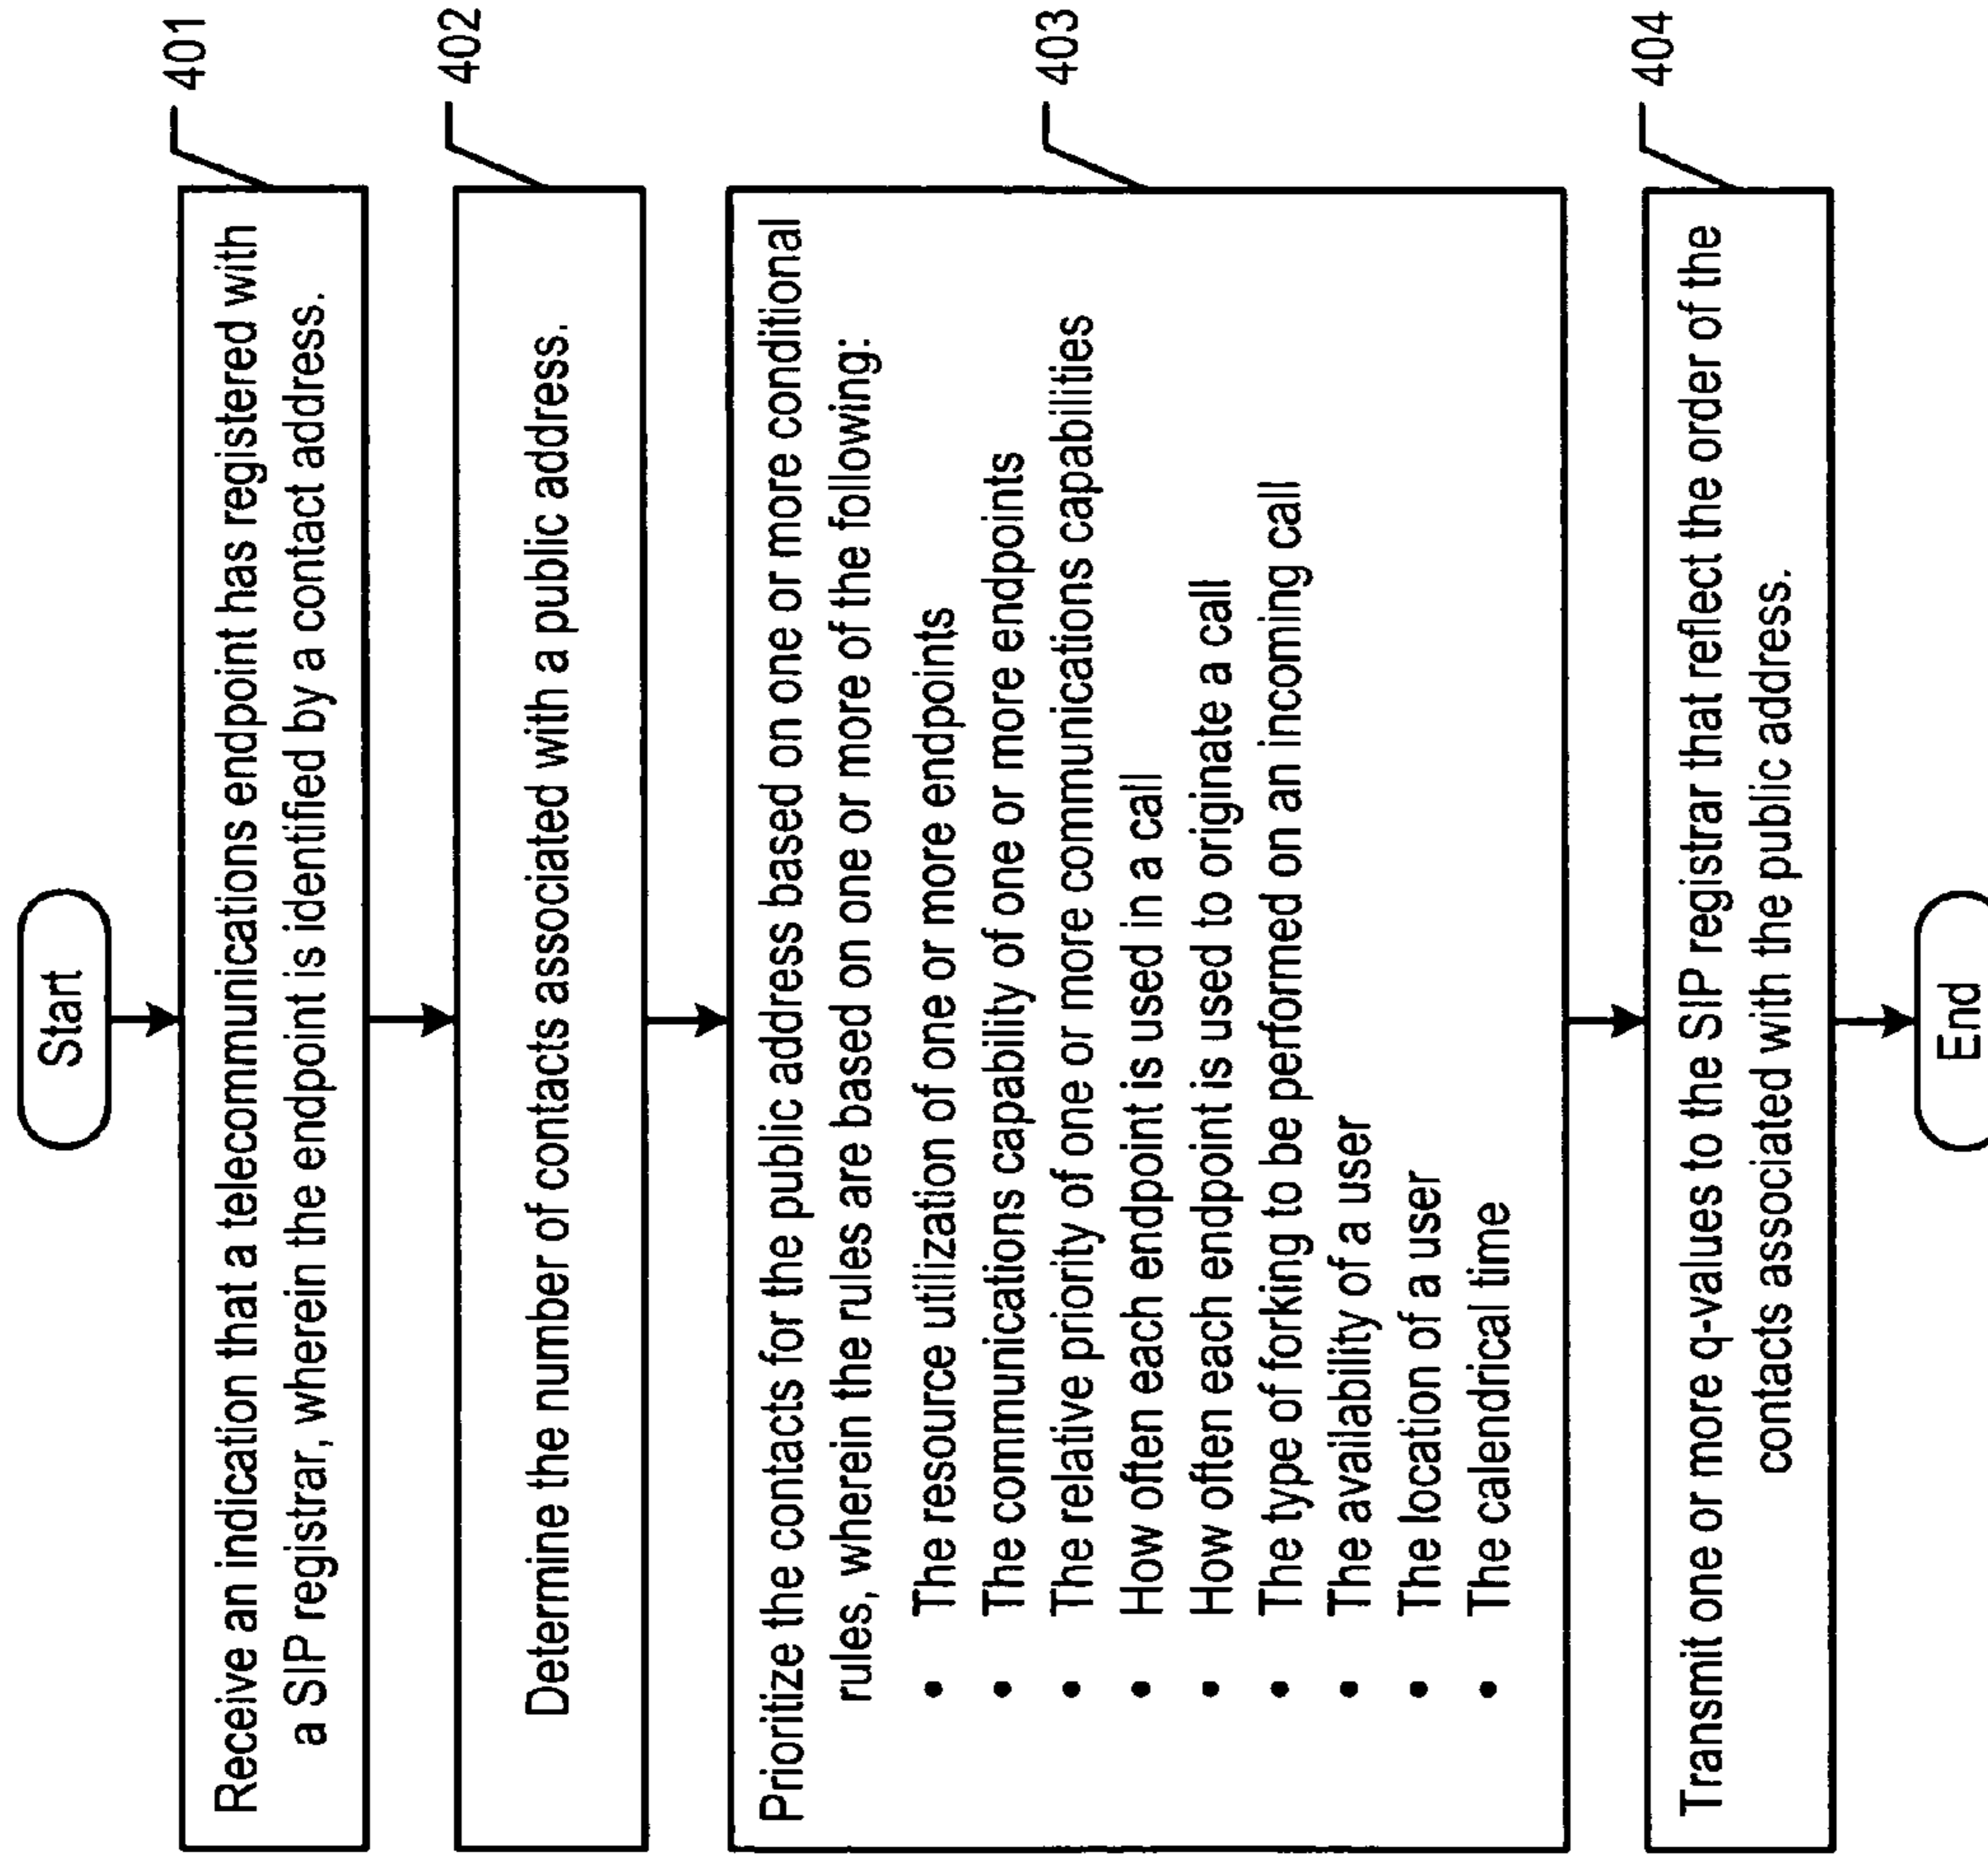 Start
401
Receive an indication that a telecommunications endpoint has registered with
a SIP registrar, wherein the endpoint is identified by a contact address.
402
Determine the number of contacts associated with a public address.
403
Prioritize the contacts for the public address based on one or more conditional
rules, wherein the rules are based on one or more of the following:
• The resource utilization of one or more endpoints
• The communications capability of one or more endpoints
• The relative priority of one or more communications capabilities
• How often each endpoint is used in a call
• How often each endpoint is used to originate a call
• The type of forking to be performed on an incoming call
• The availability of a user
• The location of a user
• The calendrical time
404
Transmit one or more q-values to the SIP registrar that reflect the order of the
contacts associated with the public address.
End